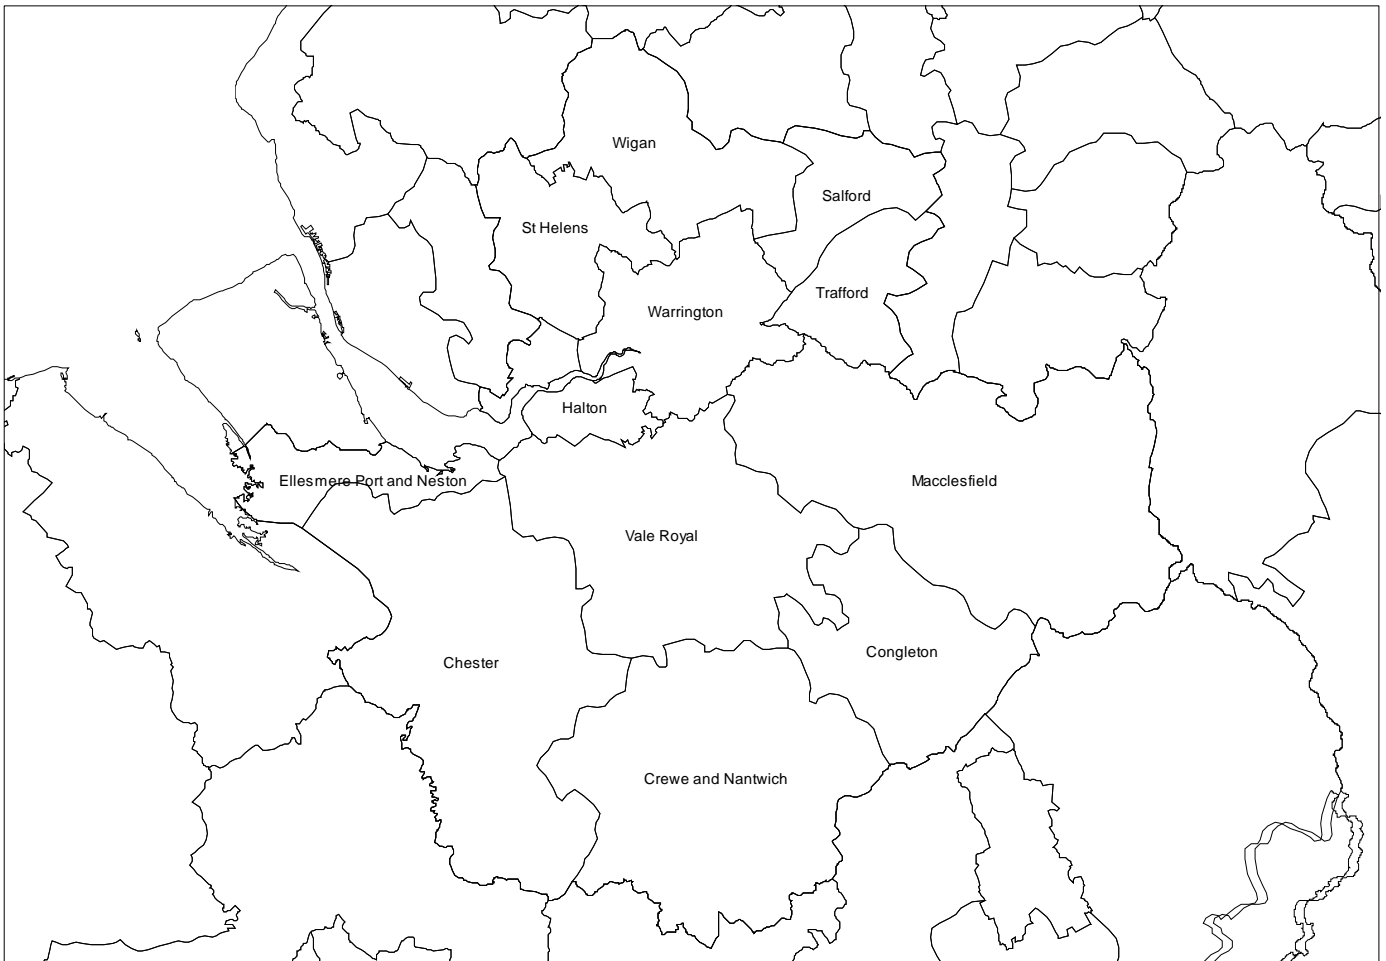 Wigan
Salford
St Helens
Trafford
Warrington
Halton
Ellesmere Port and Neston
Macclesfield
Vale Royal
Congleton
Chester
Crewe and Nantwich